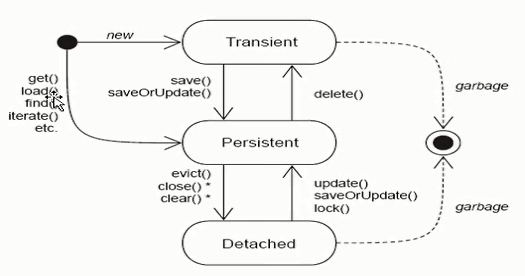 new
Transient
get()
load()
find()
iterate()
etc.
save()
saveOrUpdate()
delete()
garbage
Persistent
evict()
close() *
clear() *
update()
saveOrUpdate()
lock()
garbage
Detached